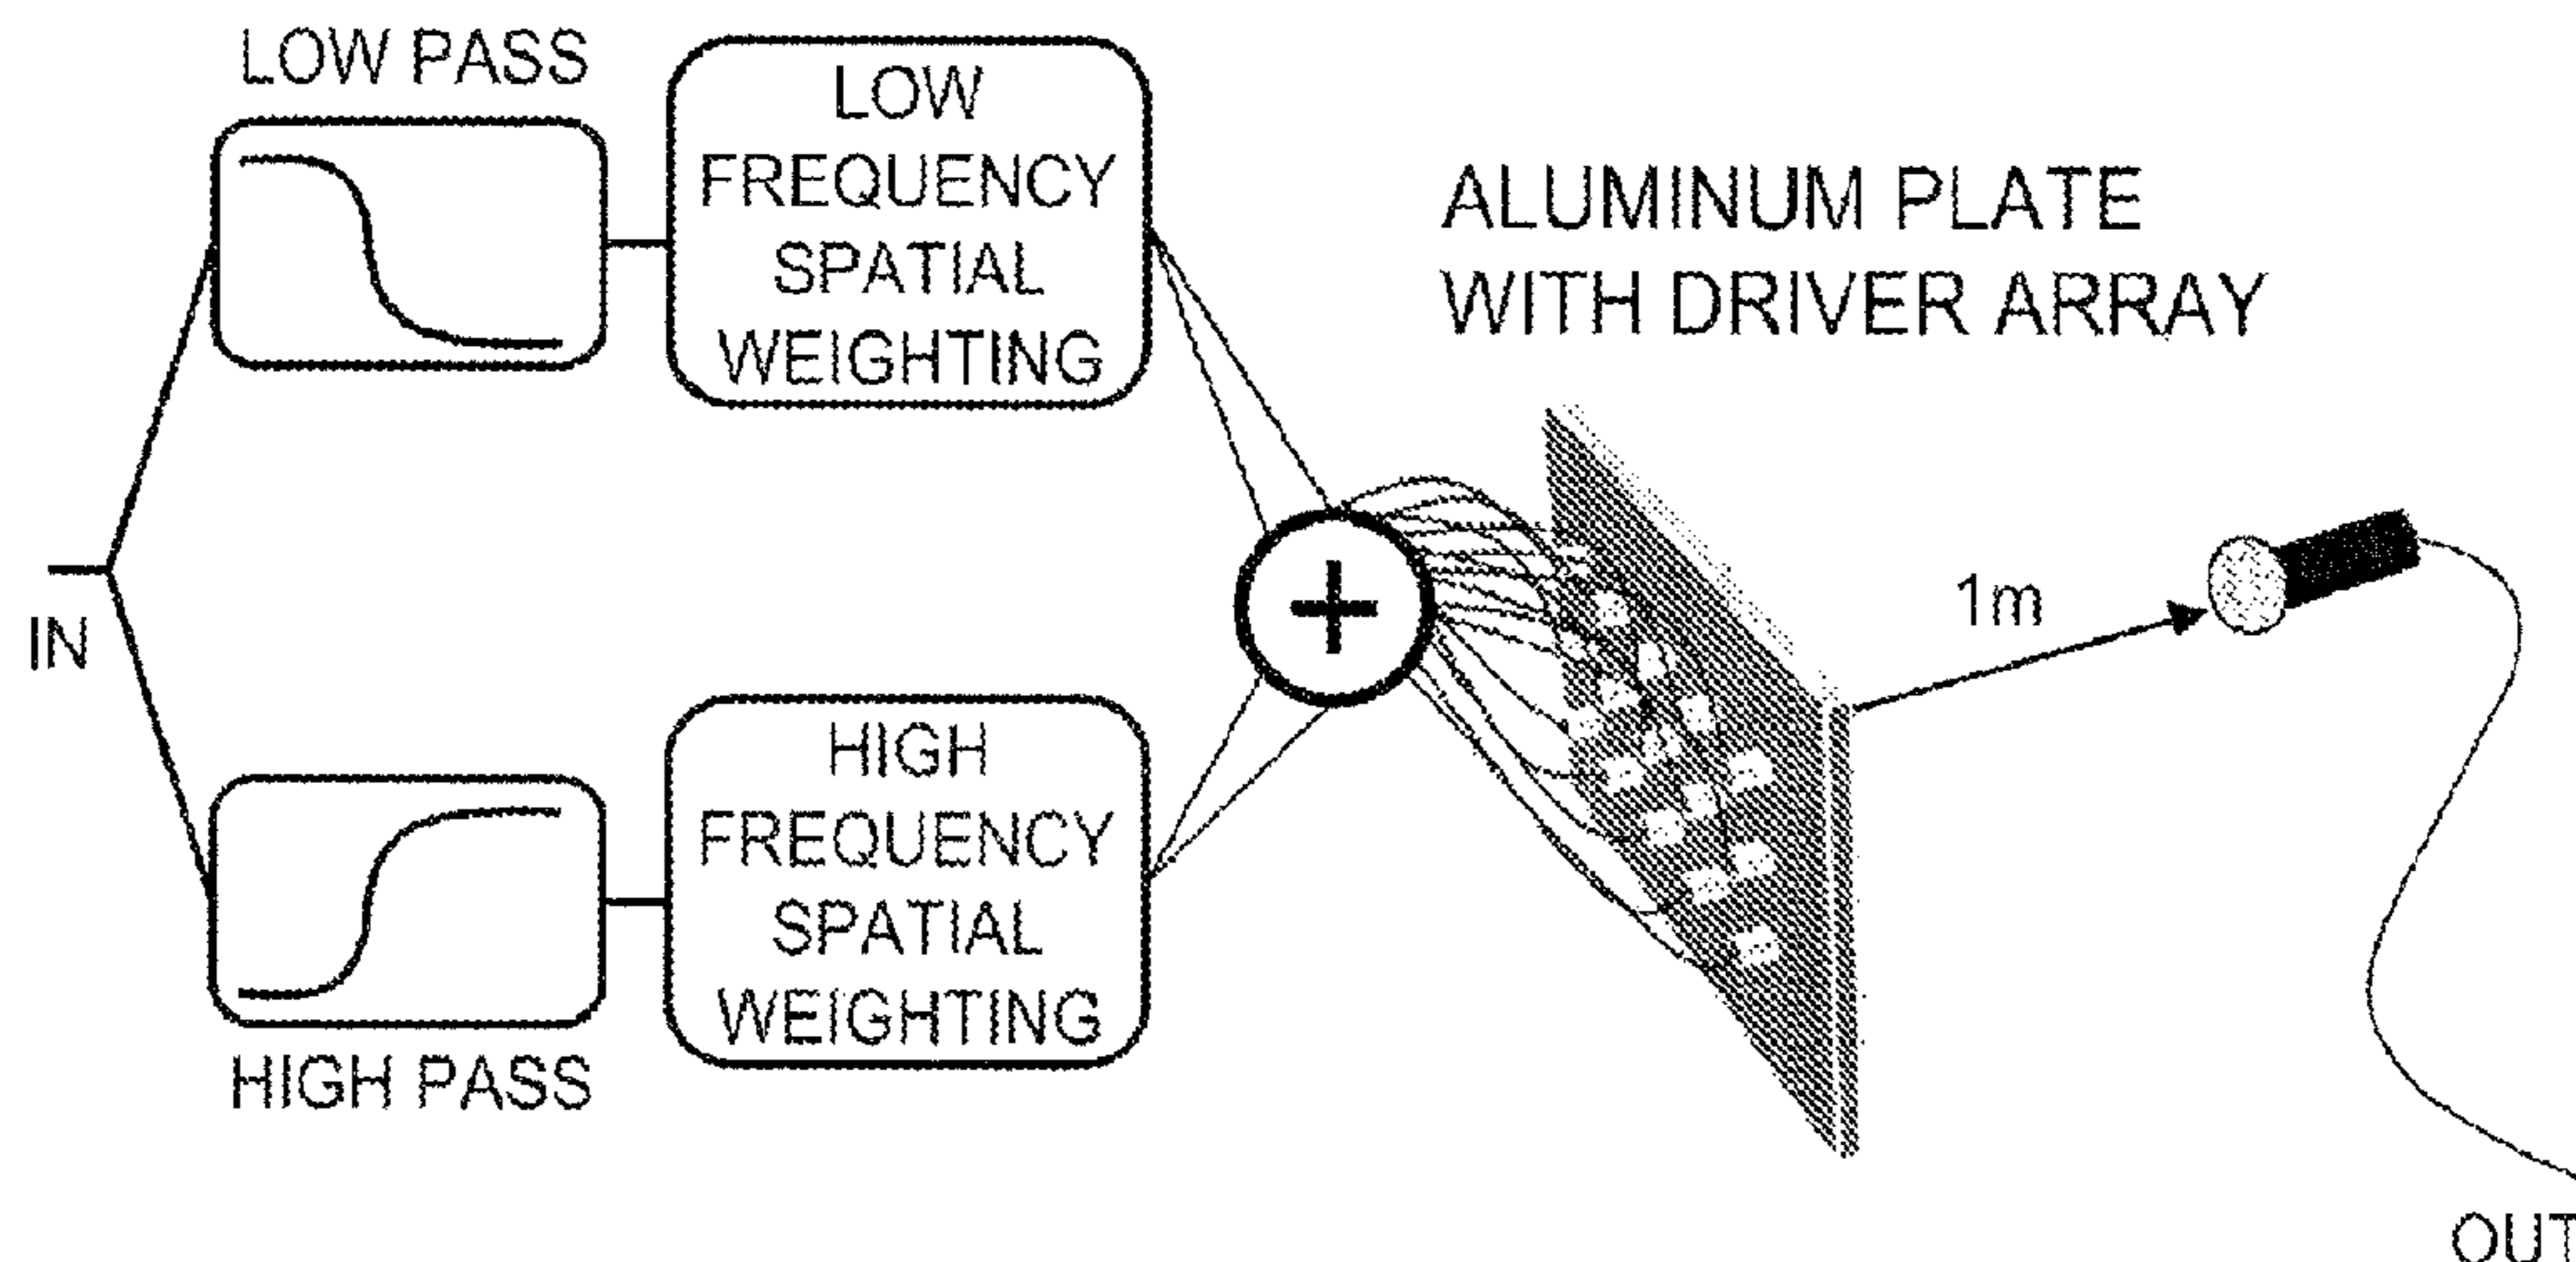 LOW PASS
LOW
FREQUENCY
SPATIAL
WEIGHTING
ALUMINUM PLATE
WITH DRIVER ARRAY
+
1m
IN
HIGH
FREQUENCY
SPATIAL
WEIGHTING
HIGH PASS
OUT